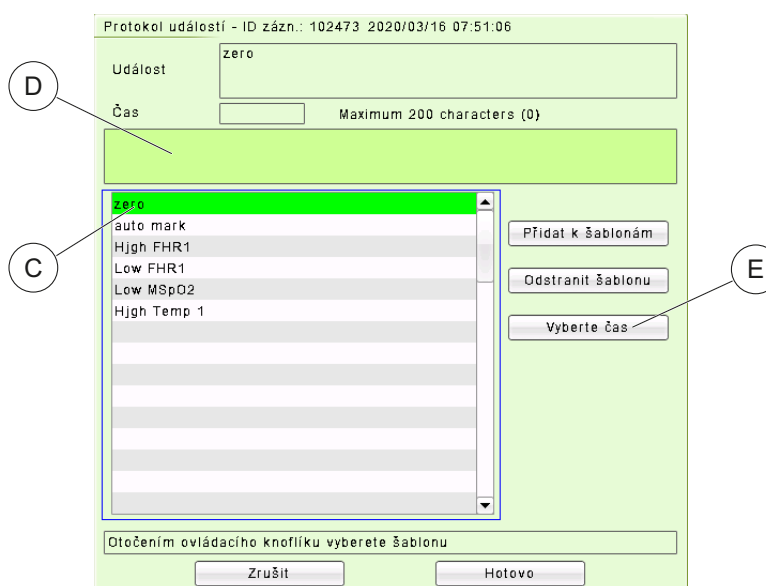 Protokol událostí - ID zázn.: 102473 2020/03/16 07:51:06
Událost
zero
Čas
Maximum 200 characters (0)
D
zero
auto mark
High FHR1
Low FHR1
Low MSpO2
High Temp 1
C
Přidat k šablonám
Odstranit šablonu
Vyberte čas
E
Otočením ovládacího knoflíku vyberete šablonu
Zrušit
Hotovo